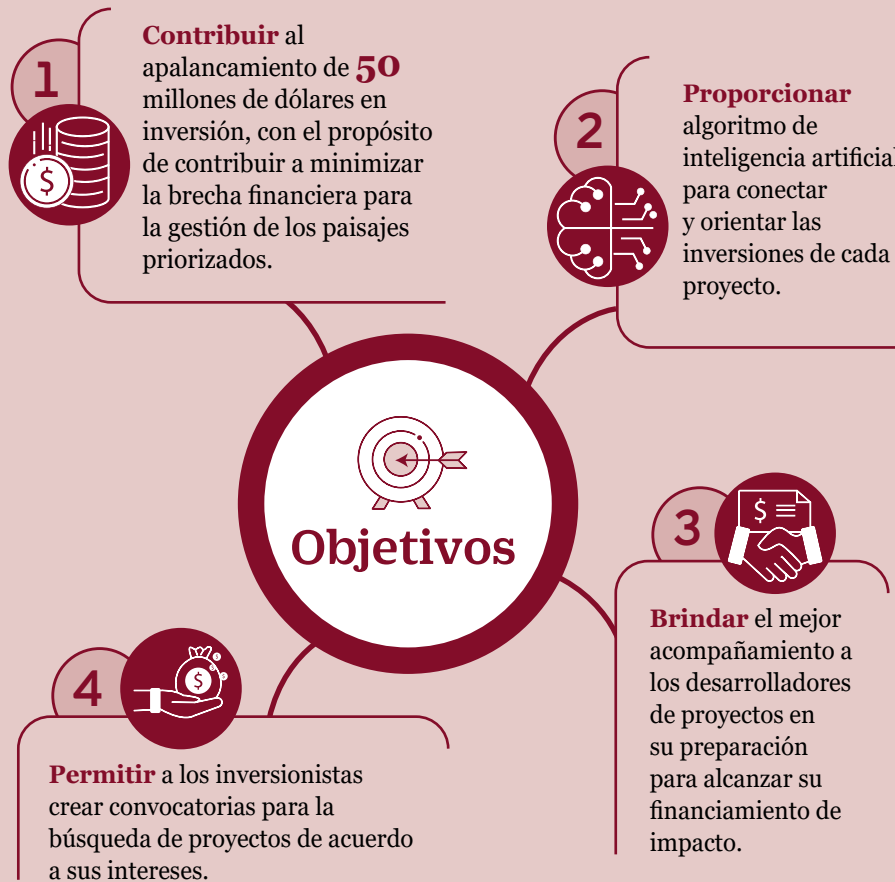 1
Contribuir al
apalancamiento de 50
millones de dólares en
inversión, con el propósito
de contribuir a minimizar
la brecha financiera para
la gestión de los paisajes
priorizados.
2
Proporcionar
algoritmo de
inteligencia artificial
para conectar
y orientar las
inversiones de cada
proyecto.
Objetivos
3
$
Brindar el mejor
acompañamiento a
los desarrolladores
de proyectos en
su preparación
para alcanzar su
financiamiento de
impacto.
4
$
Permitir a los inversionistas
crear convocatorias para la
búsqueda de proyectos de acuerdo
a sus intereses.